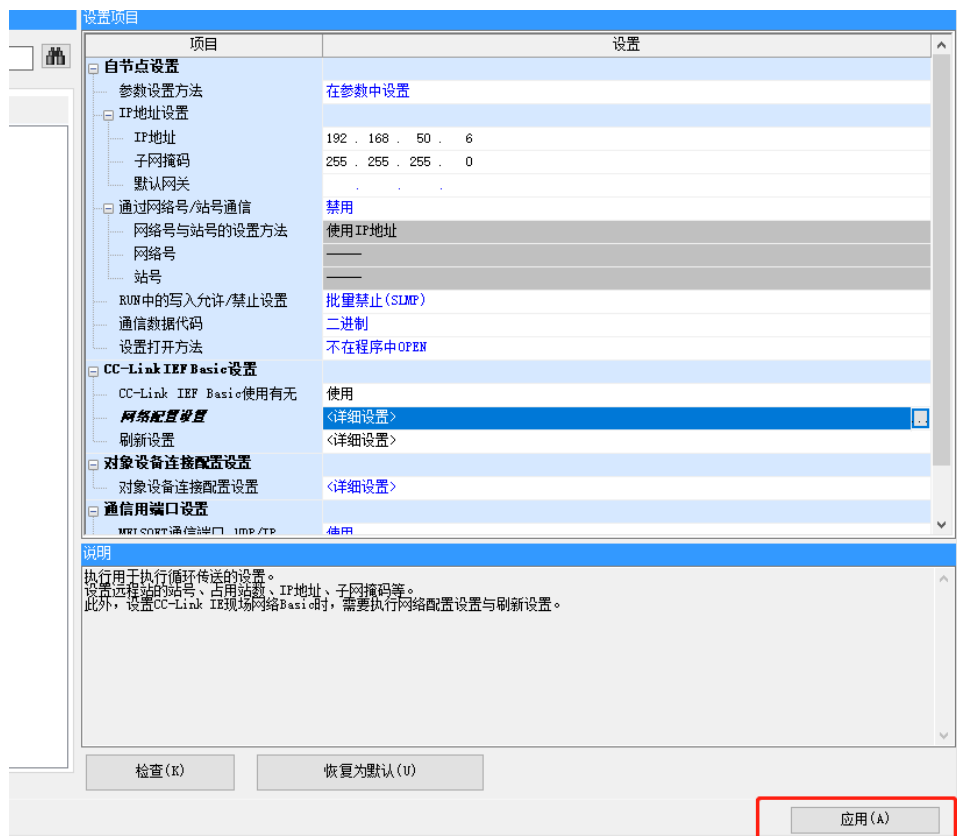 设置项目
项目 设置
自节点设置
参数设置方法 在参数中设置
IP地址设置
IP地址 192 . 168 . 50 . 6
子网掩码 255 . 255 . 255 . 0
默认网关 . . .
通过网络号/站号通信 禁用
网络号与站号的设置方法 使用IP地址
网络号 ——
站号 ——
RUN中的写入允许/禁止设置 批量禁止(SLMP)
通信数据代码 二进制
设置打开方法 不在程序中OPEN
CC-Link IEF Basic设置
CC-Link IEF Basic使用有无 使用
网络配置设置 <详细设置>
刷新设置 <详细设置>
对象设备连接配置设置
对象设备连接配置设置 <详细设置>
通信用端口设置
MELSOFT通信端口 UDP/IP 使用
说明
执行用于执行循环传送的设置。
设置远程站的站号、占用站数、IP地址、子网掩码等。
此外，设置CC-Link IE现场网络Basic时，需要执行网络配置设置与刷新设置。
检查(K) 恢复为默认(U)
应用(A)